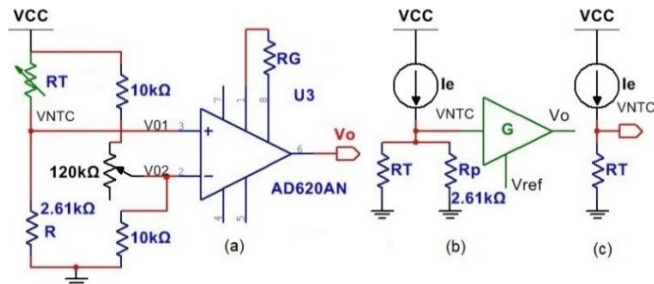 VCC
VCC
VCC
RT
10kΩ
RG
U3
Ie
Ie
VNTC
V01
VNTC
VNTC
Vo
7
1
8
3
+
6
Vo
G
120kΩ
V02
2
−
AD620AN
RT
Rp
Vref
RT
2.61kΩ
R
10kΩ
4
5
2.61kΩ
(a)
(b)
(c)